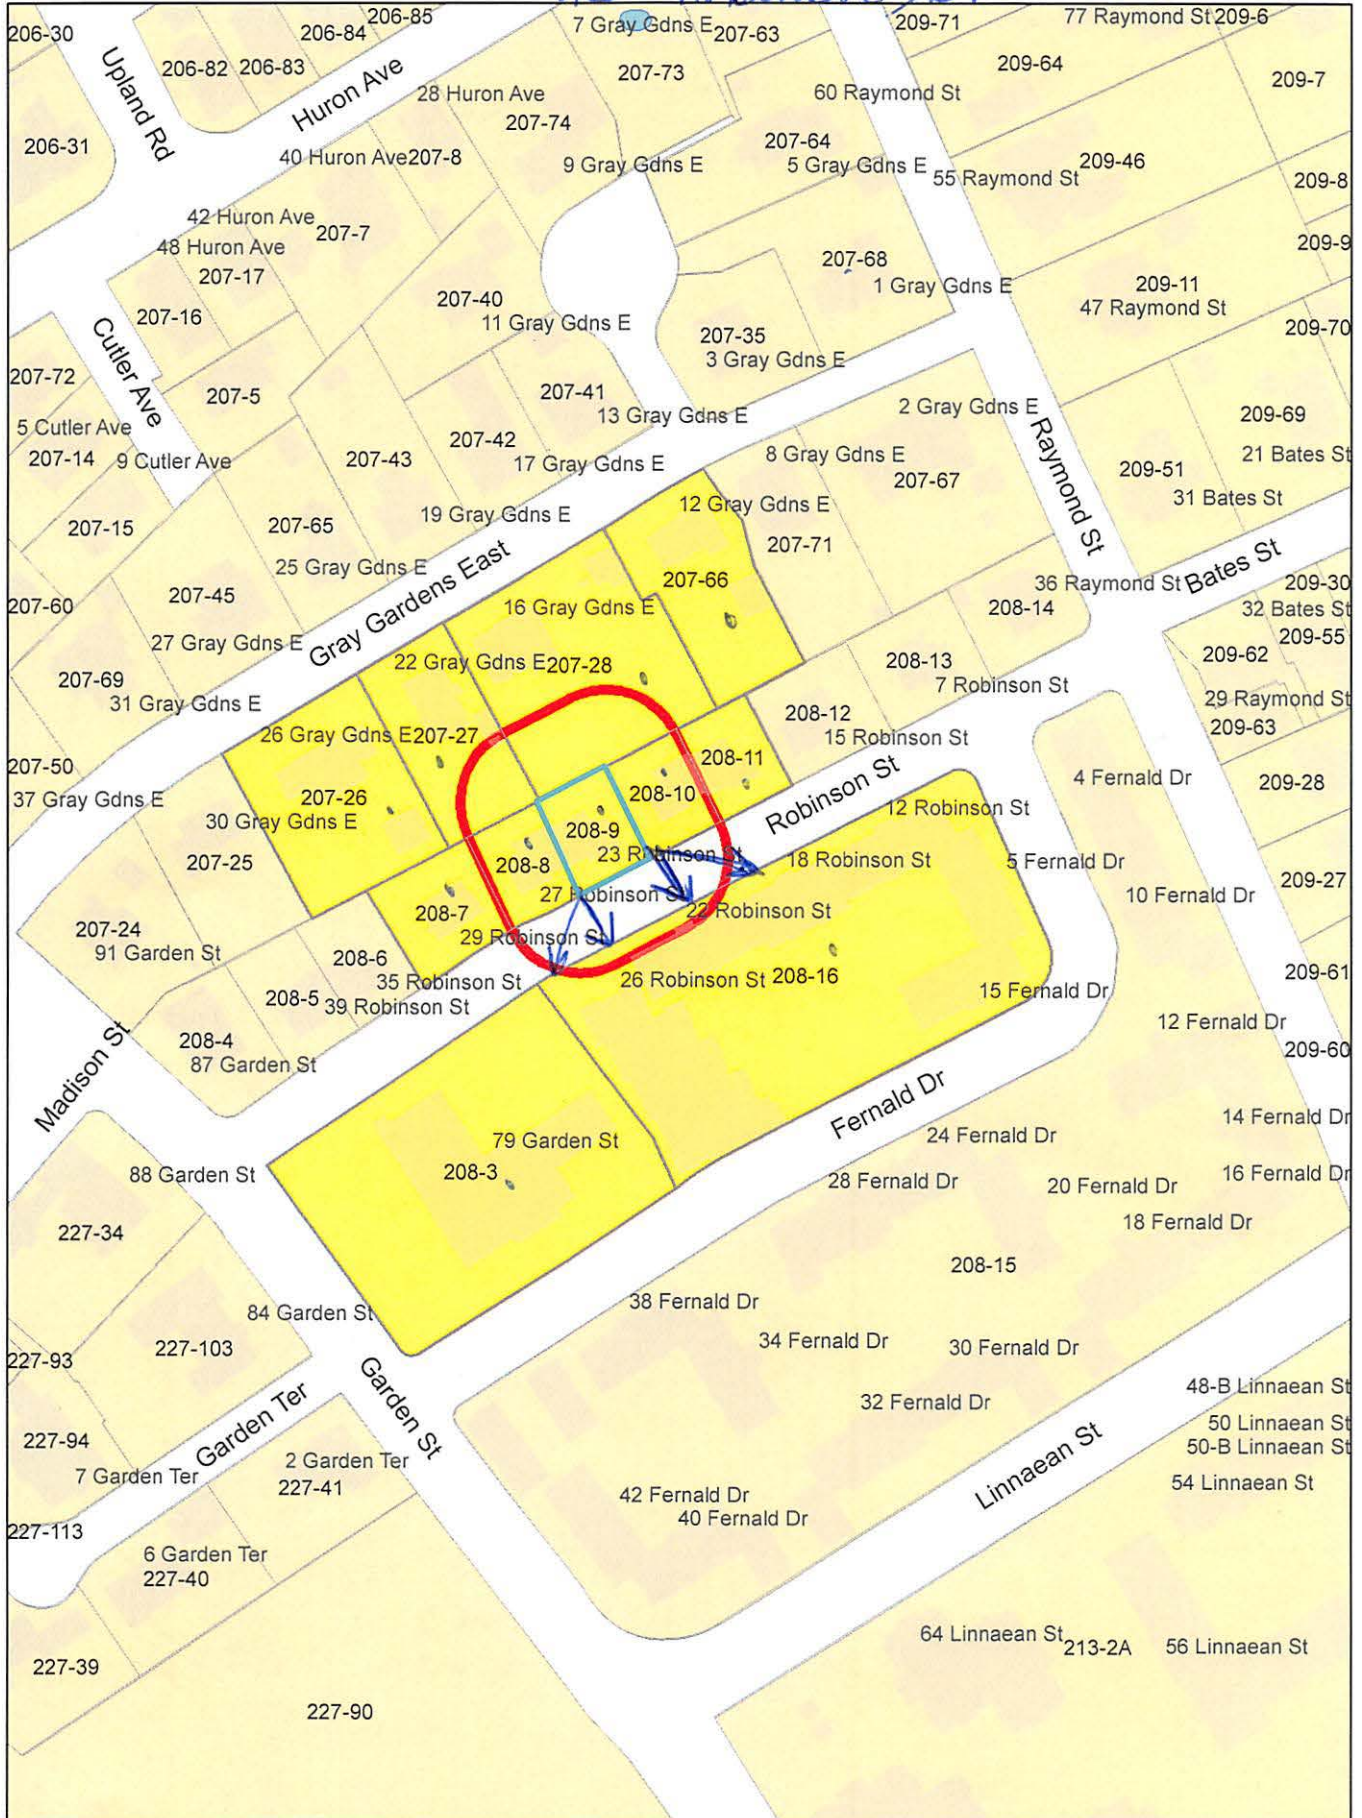 206-85
206-30
206-84
7 Gray Gdns E
207-63
209-71
77 Raymond St
209-6
206-82
206-83
Upland Rd
Huron Ave
207-73
209-64
209-7
28 Huron Ave
60 Raymond St
207-74
206-31
40 Huron Ave
207-8
9 Gray Gdns E
207-64
5 Gray Gdns E
55 Raymond St
209-46
209-8
42 Huron Ave
207-7
48 Huron Ave
207-17
209-9
207-68
1 Gray Gdns E
207-16
207-40
11 Gray Gdns E
209-11
47 Raymond St
209-70
Cutler Ave
207-35
3 Gray Gdns E
207-72
207-5
207-41
13 Gray Gdns E
2 Gray Gdns E
209-69
5 Cutler Ave
207-14
9 Cutler Ave
207-43
207-42
17 Gray Gdns E
8 Gray Gdns E
207-67
Raymond St
209-51
21 Bates St
31 Bates St
207-15
207-65
19 Gray Gdns E
12 Gray Gdns E
207-71
25 Gray Gdns E
Gray Gardens East
207-66
36 Raymond St
Bates St
209-30
207-60
207-45
16 Gray Gdns E
208-14
32 Bates St
209-55
27 Gray Gdns E
22 Gray Gdns E
207-28
208-13
7 Robinson St
209-62
207-69
31 Gray Gdns E
29 Raymond St
209-63
26 Gray Gdns E
207-27
208-12
15 Robinson St
207-50
208-11
37 Gray Gdns E
207-26
208-10
Robinson St
4 Fernald Dr
209-28
30 Gray Gdns E
12 Robinson St
207-25
208-9
208-8
23 Robinson St
18 Robinson St
5 Fernald Dr
209-27
27 Robinson St
10 Fernald Dr
208-7
22 Robinson St
207-24
91 Garden St
29 Robinson St
208-6
35 Robinson St
26 Robinson St
208-16
209-61
208-5
39 Robinson St
15 Fernald Dr
12 Fernald Dr
208-4
87 Garden St
209-60
Madison St
Fernald Dr
14 Fernald Dr
79 Garden St
24 Fernald Dr
88 Garden St
208-3
28 Fernald Dr
20 Fernald Dr
16 Fernald Dr
227-34
18 Fernald Dr
208-15
84 Garden St
38 Fernald Dr
227-93
227-103
34 Fernald Dr
30 Fernald Dr
Garden St
48-B Linnaean St
Garden Ter
32 Fernald Dr
50 Linnaean St
227-94
50-B Linnaean St
7 Garden Ter
2 Garden Ter
227-41
Linnaean St
54 Linnaean St
42 Fernald Dr
40 Fernald Dr
227-113
6 Garden Ter
227-40
64 Linnaean St
213-2A
56 Linnaean St
227-39
227-90